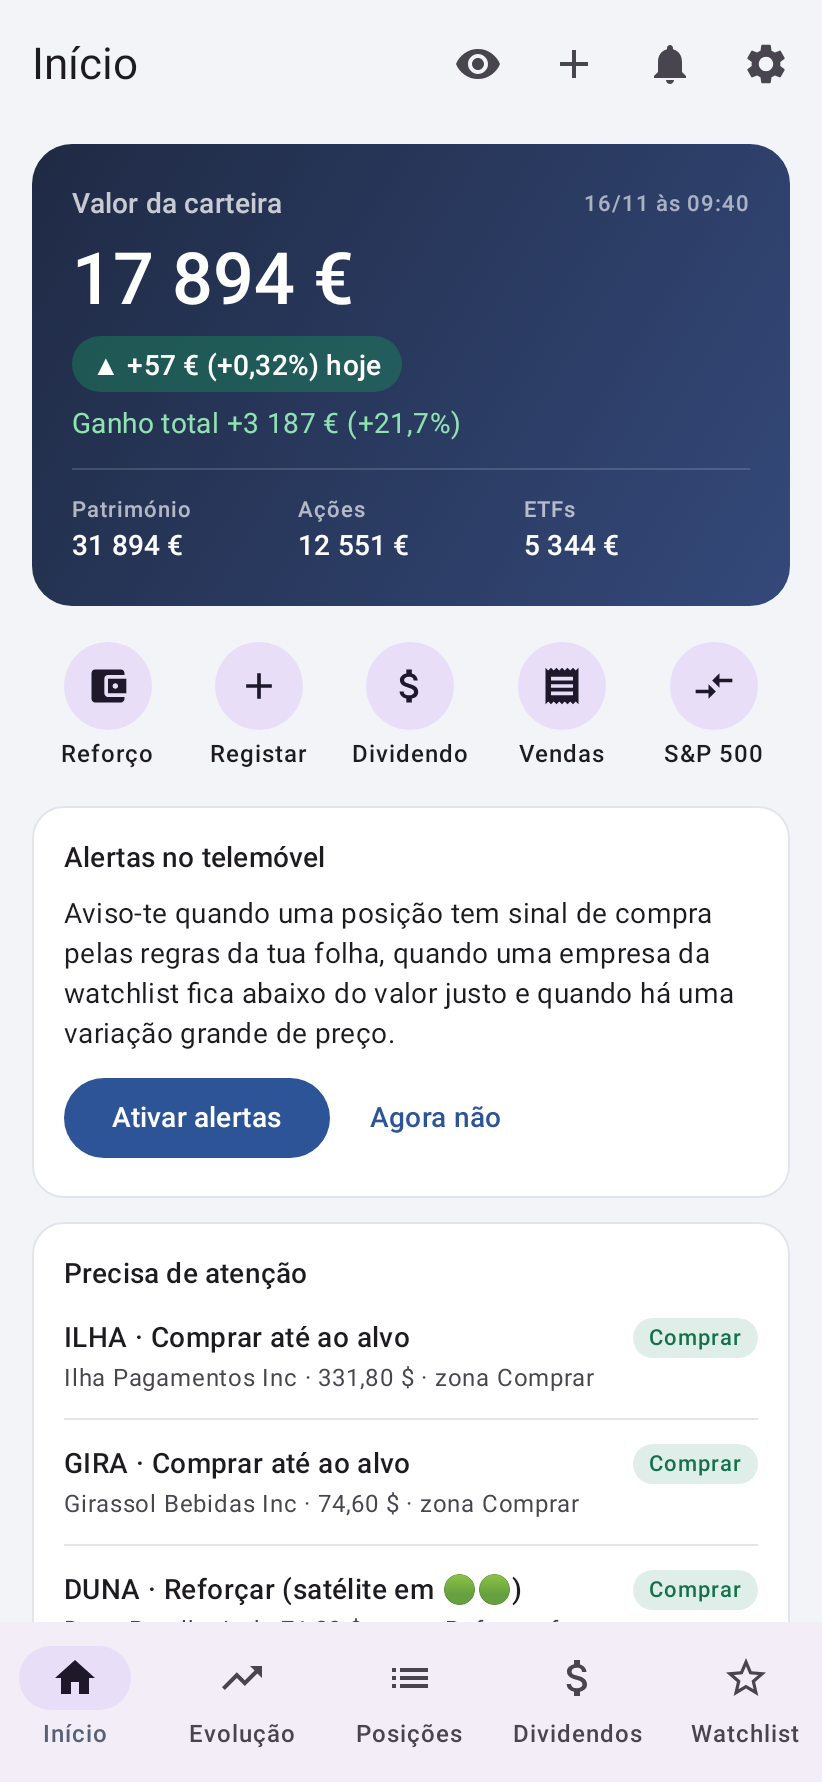 Início
Valor da carteira
16/11 às 09:40
17 894 €
▲ +57 € (+0,32%) hoje
Ganho total +3 187 € (+21,7%)
Património
Ações
ETFs
31 894 €
12 551 €
5 344 €
Reforço
Registar
Dividendo
Vendas
S&P 500
Alertas no telemóvel
Aviso-te quando uma posição tem sinal de compra
pelas regras da tua folha, quando uma empresa da
watchlist fica abaixo do valor justo e quando há uma
variação grande de preço.
Ativar alertas
Agora não
Precisa de atenção
ILHA · Comprar até ao alvo
Comprar
Ilha Pagamentos Inc · 331,80 $ · zona Comprar
GIRA · Comprar até ao alvo
Comprar
Girassol Bebidas Inc · 74,60 $ · zona Comprar
DUNA · Reforçar (satélite em 🟢🟢)
Comprar
Início
Evolução
Posições
Dividendos
Watchlist